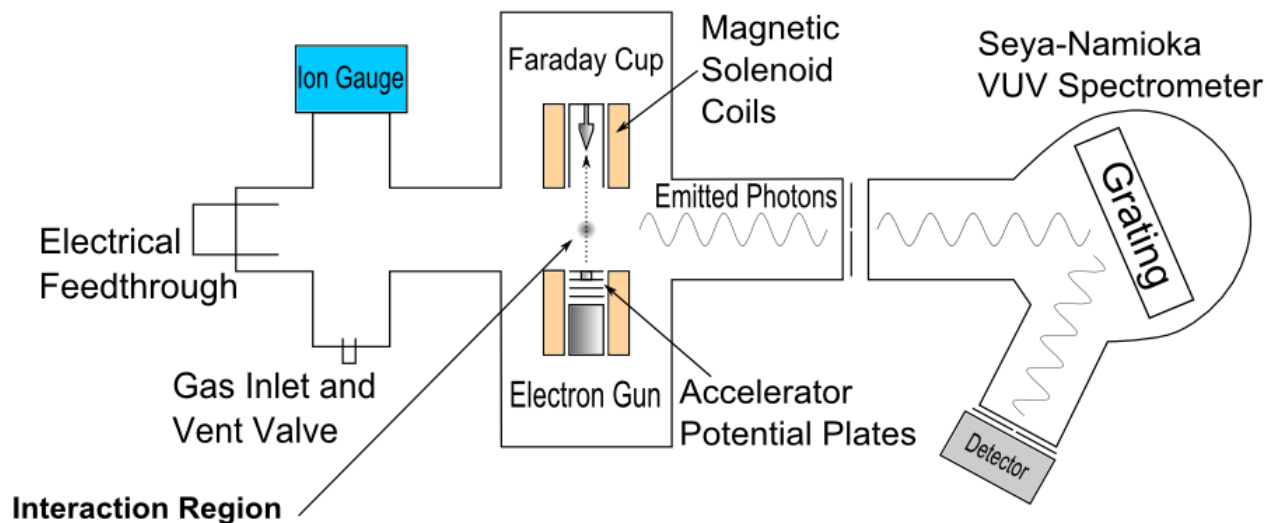 Ion Gauge
Faraday Cup
Magnetic
Solenoid
Coils
Seya-Namioka
VUV Spectrometer
Emitted Photons
Grating
Electrical
Feedthrough
Gas Inlet and
Vent Valve
Electron Gun
Accelerator
Potential Plates
Detector
Interaction Region